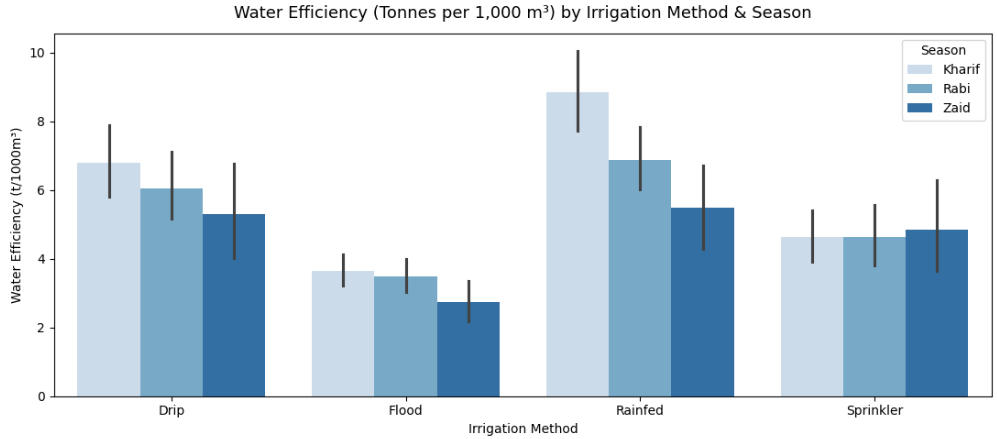 Water Efficiency (Tonnes per 1,000 m³) by Irrigation Method & Season
Season
Kharif
Rabi
Zaid
Water Efficiency (t/1000m³)
10
8
6
4
2
0
Drip
Flood
Rainfed
Sprinkler
Irrigation Method